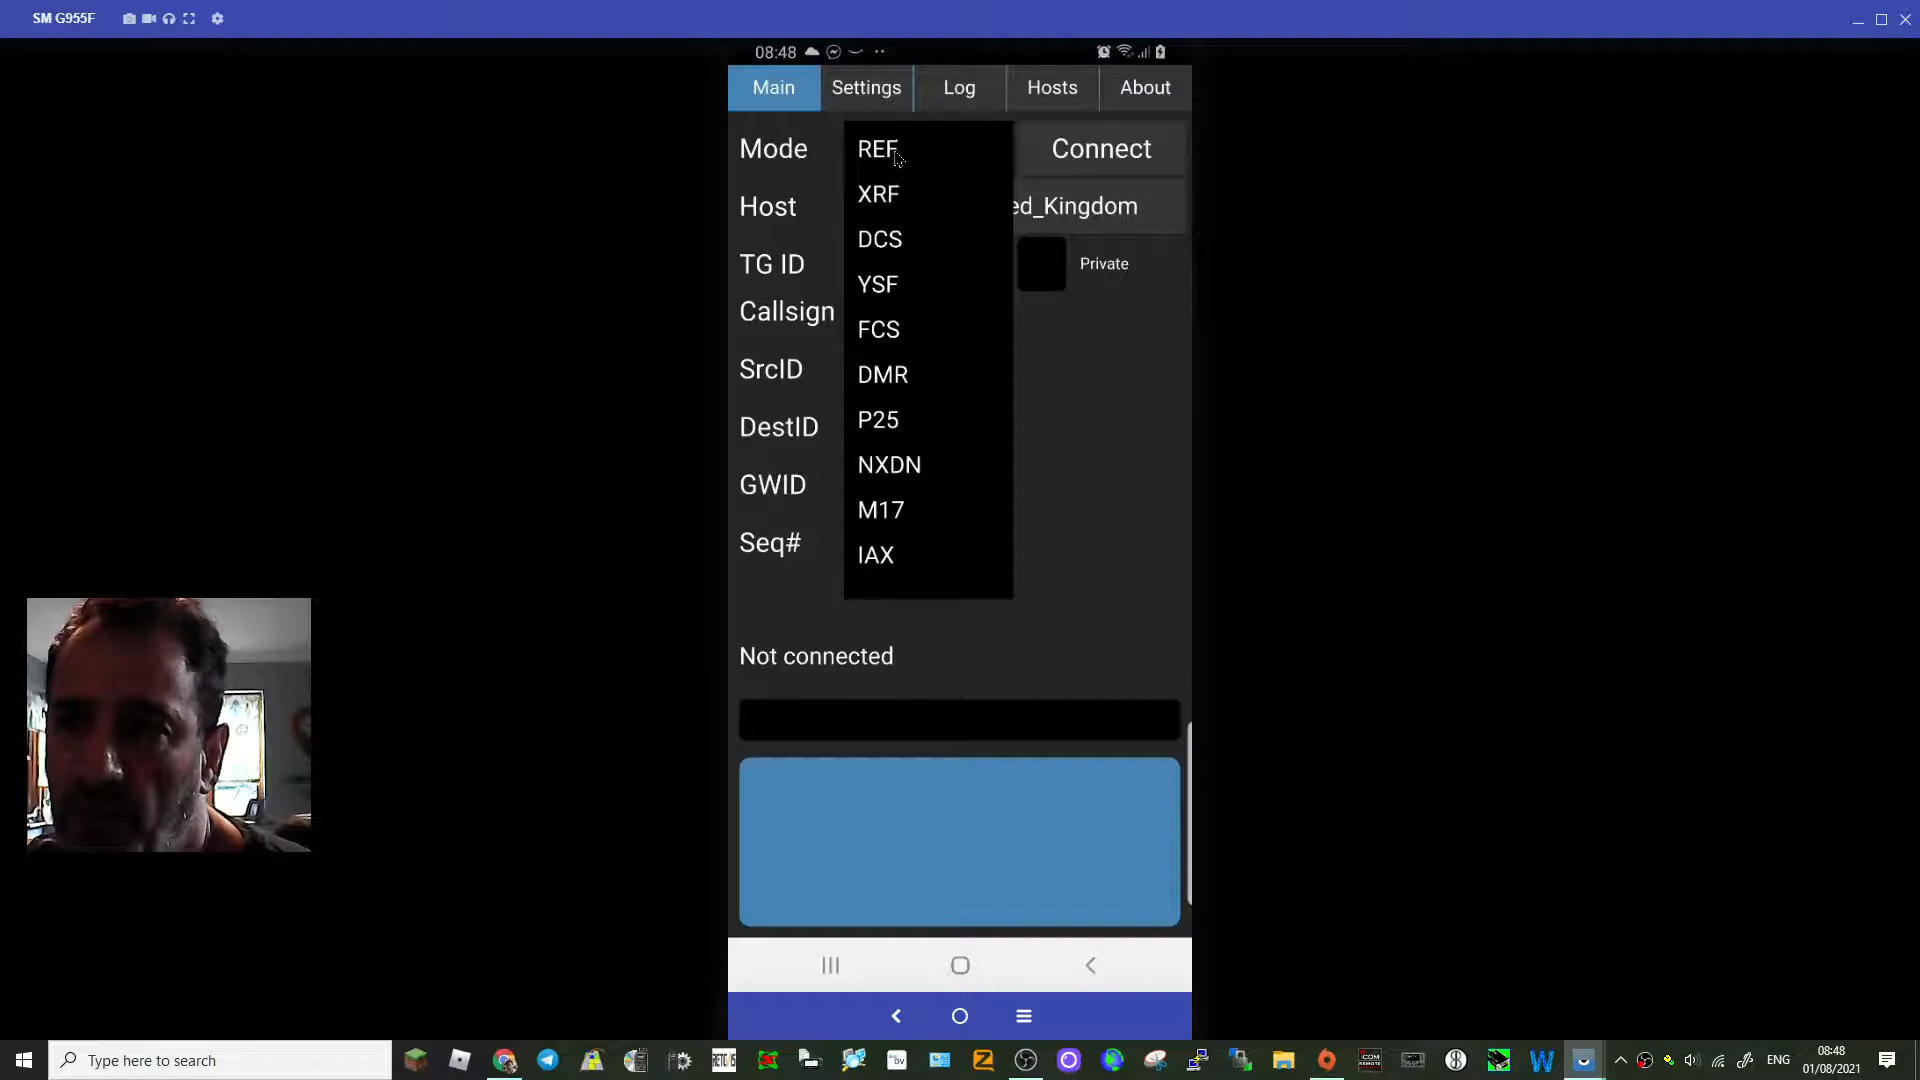 SM G955F
08:48
Main Settings Log Hosts About
Mode REF Connect
XRF
Host ed_Kingdom
DCS
TG ID Private
YSF
Callsign
FCS
SrcID DMR
DestID P25
NXDN
GWID
M17
Seq# IAX
Not connected
Type here to search
ENG
08:48
01/08/2021